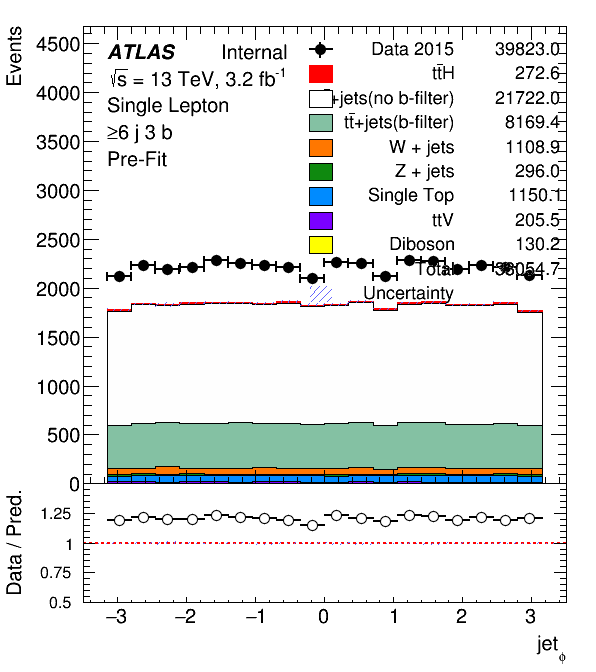 Events
4500
4000
3500
3000
2500
2000
1500
1000
500
0
ATLAS Internal
√s = 13 TeV, 3.2 fb-1
Single Lepton
≥6 j 3 b
Pre-Fit
Data 2015 39823.0
tt̄H 272.6
+jets(no b-filter) 21722.0
tt̄+jets(b-filter) 8169.4
W + jets 1108.9
Z + jets 296.0
Single Top 1150.1
ttV 205.5
Diboson 130.2
Total
Uncertainty
Data / Pred.
1.25
1
0.75
0.5
−3 −2 −1 0 1 2 3
jetϕ